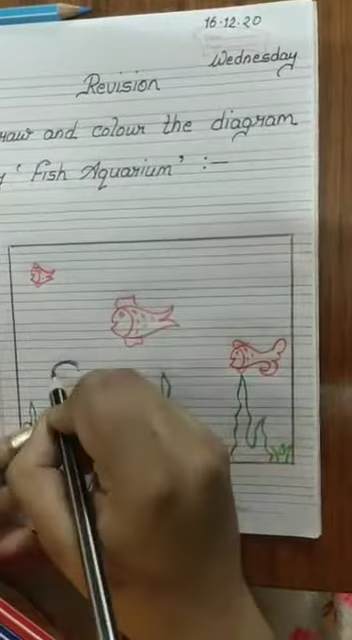 16.12.20
Wednesday
Revision
raw and colour the diagram
'Fish Aquarium' :-